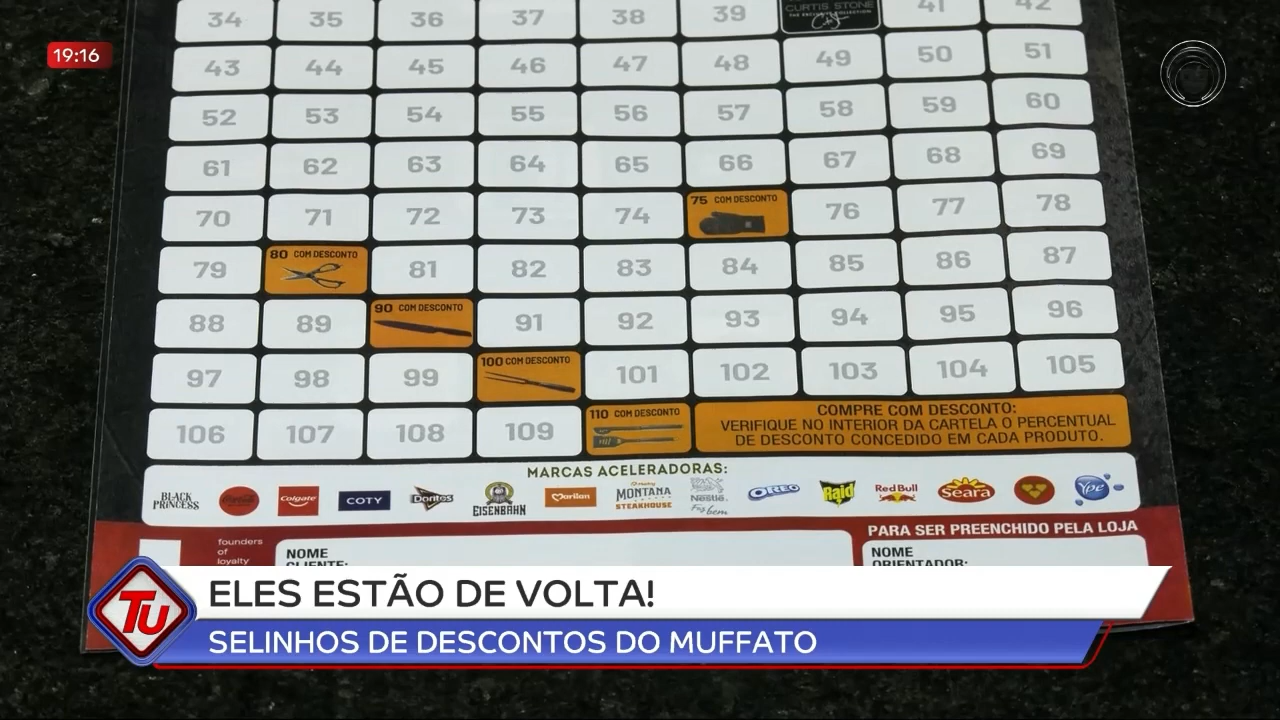 34 35 36 37 38 39 CURTIS STONE 41 42
THE EXCLUSIVE COLLECTION
19:16
43 44 45 46 47 48 49 50 51
52 53 54 55 56 57 58 59 60
61 62 63 64 65 66 67 68 69
70 71 72 73 74 75 COM DESCONTO 76 77 78
79 80 COM DESCONTO 81 82 83 84 85 86 87
88 89 90 COM DESCONTO 91 92 93 94 95 96
97 98 99 100 COM DESCONTO 101 102 103 104 105
106 107 108 109 110 COM DESCONTO
COMPRE COM DESCONTO:
VERIFIQUE NO INTERIOR DA CARTELA O PERCENTUAL
DE DESCONTO CONCEDIDO EM CADA PRODUTO.
MARCAS ACELERADORAS:
BLACK PRINCESS
Coca-Cola
Colgate
COTY
Doritos
EISENBAHN
Marilan
MONTANA
STEAKHOUSE
Nestlé
Faz bem
OREO
Raid
Red Bull
Seara
Ypê
PARA SER PREENCHIDO PELA LOJA
founders
of
loyalty
NOME
CLIENTE:
NOME
ORIENTADOR:
TU
ELES ESTÃO DE VOLTA!
SELINHOS DE DESCONTOS DO MUFFATO